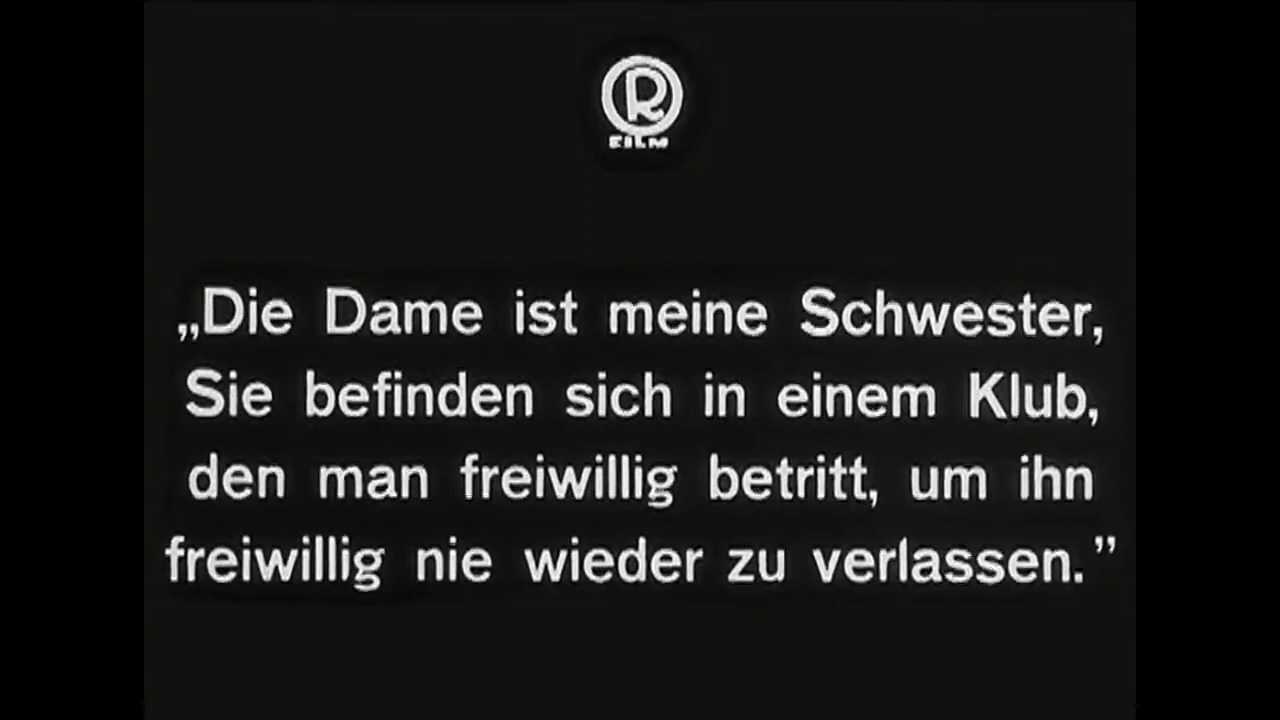 R
FILM
„Die Dame ist meine Schwester,
Sie befinden sich in einem Klub,
den man freiwillig betritt, um ihn
freiwillig nie wieder zu verlassen.”